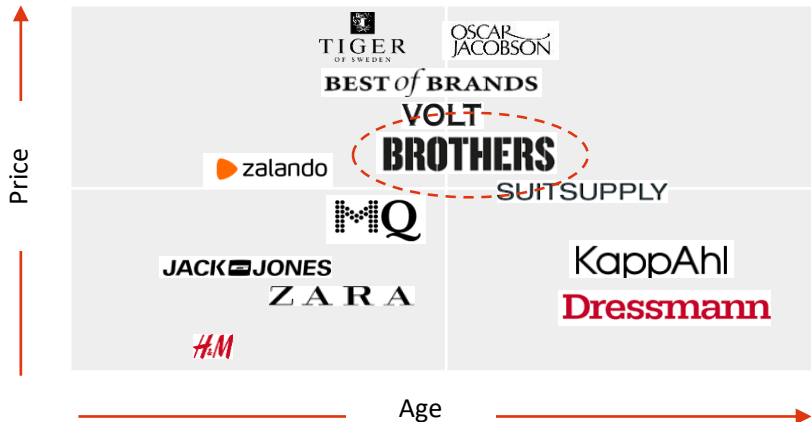 TIGER
OF SWEDEN
OSCAR
JACOBSON
BEST of BRANDS
VOLT
BROTHERS
zalando
SUITSUPPLY
MQ
KappAhl
JACK JONES
ZARA
Dressmann
H&M
Price
Age